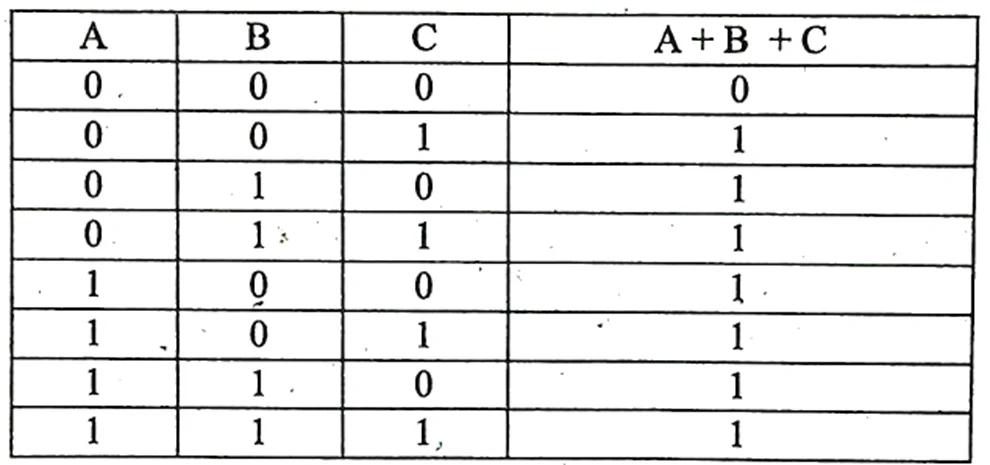 A B C A + B + C
0 0 0 0
0 0 1 1
0 1 0 1
0 1 1 1
1 0 0 1
1 0 1 1
1 1 0 1
1 1 1 1